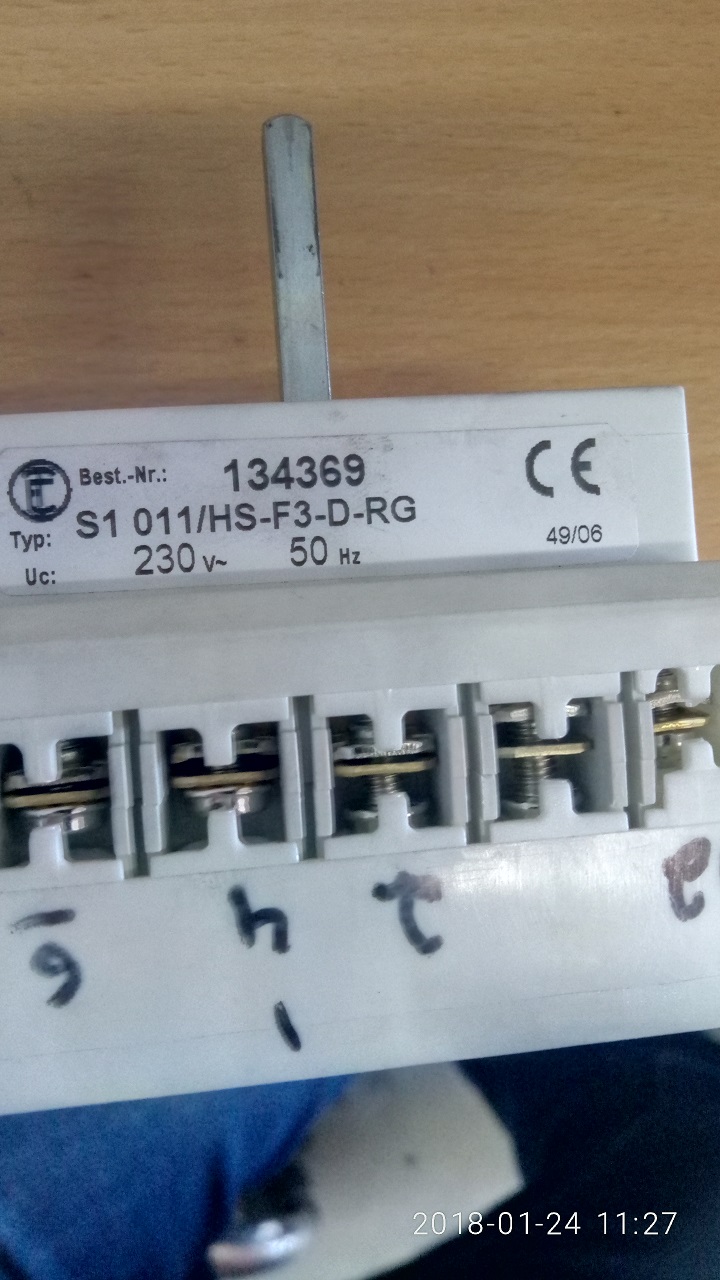 Best.-Nr.: 134369
Typ: S1 011/HS-F3-D-RG
Uc: 230 V~ 50 Hz
CE
49/06
2018-01-24 11:27